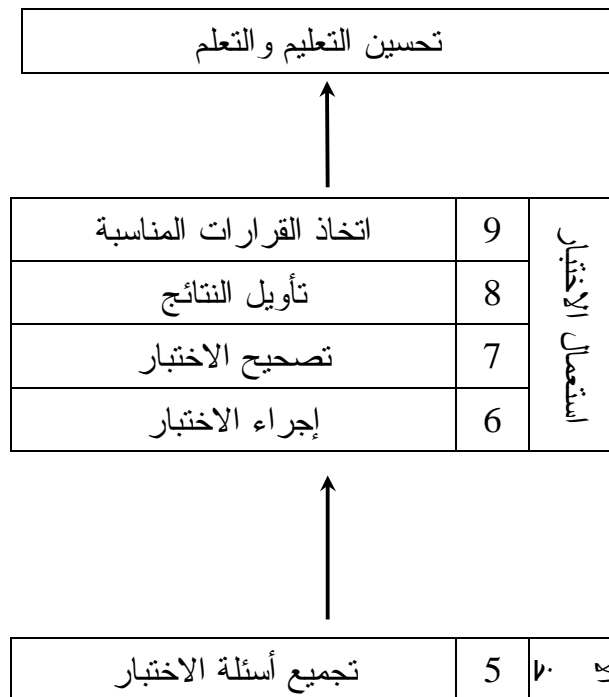 تحسين التعليم والتعلم
استعمال الاختبار
9 اتخاذ القرارات المناسبة
8 تأويل النتائج
7 تصحيح الاختبار
6 إجراء الاختبار
5 تجميع أسئلة الاختبار